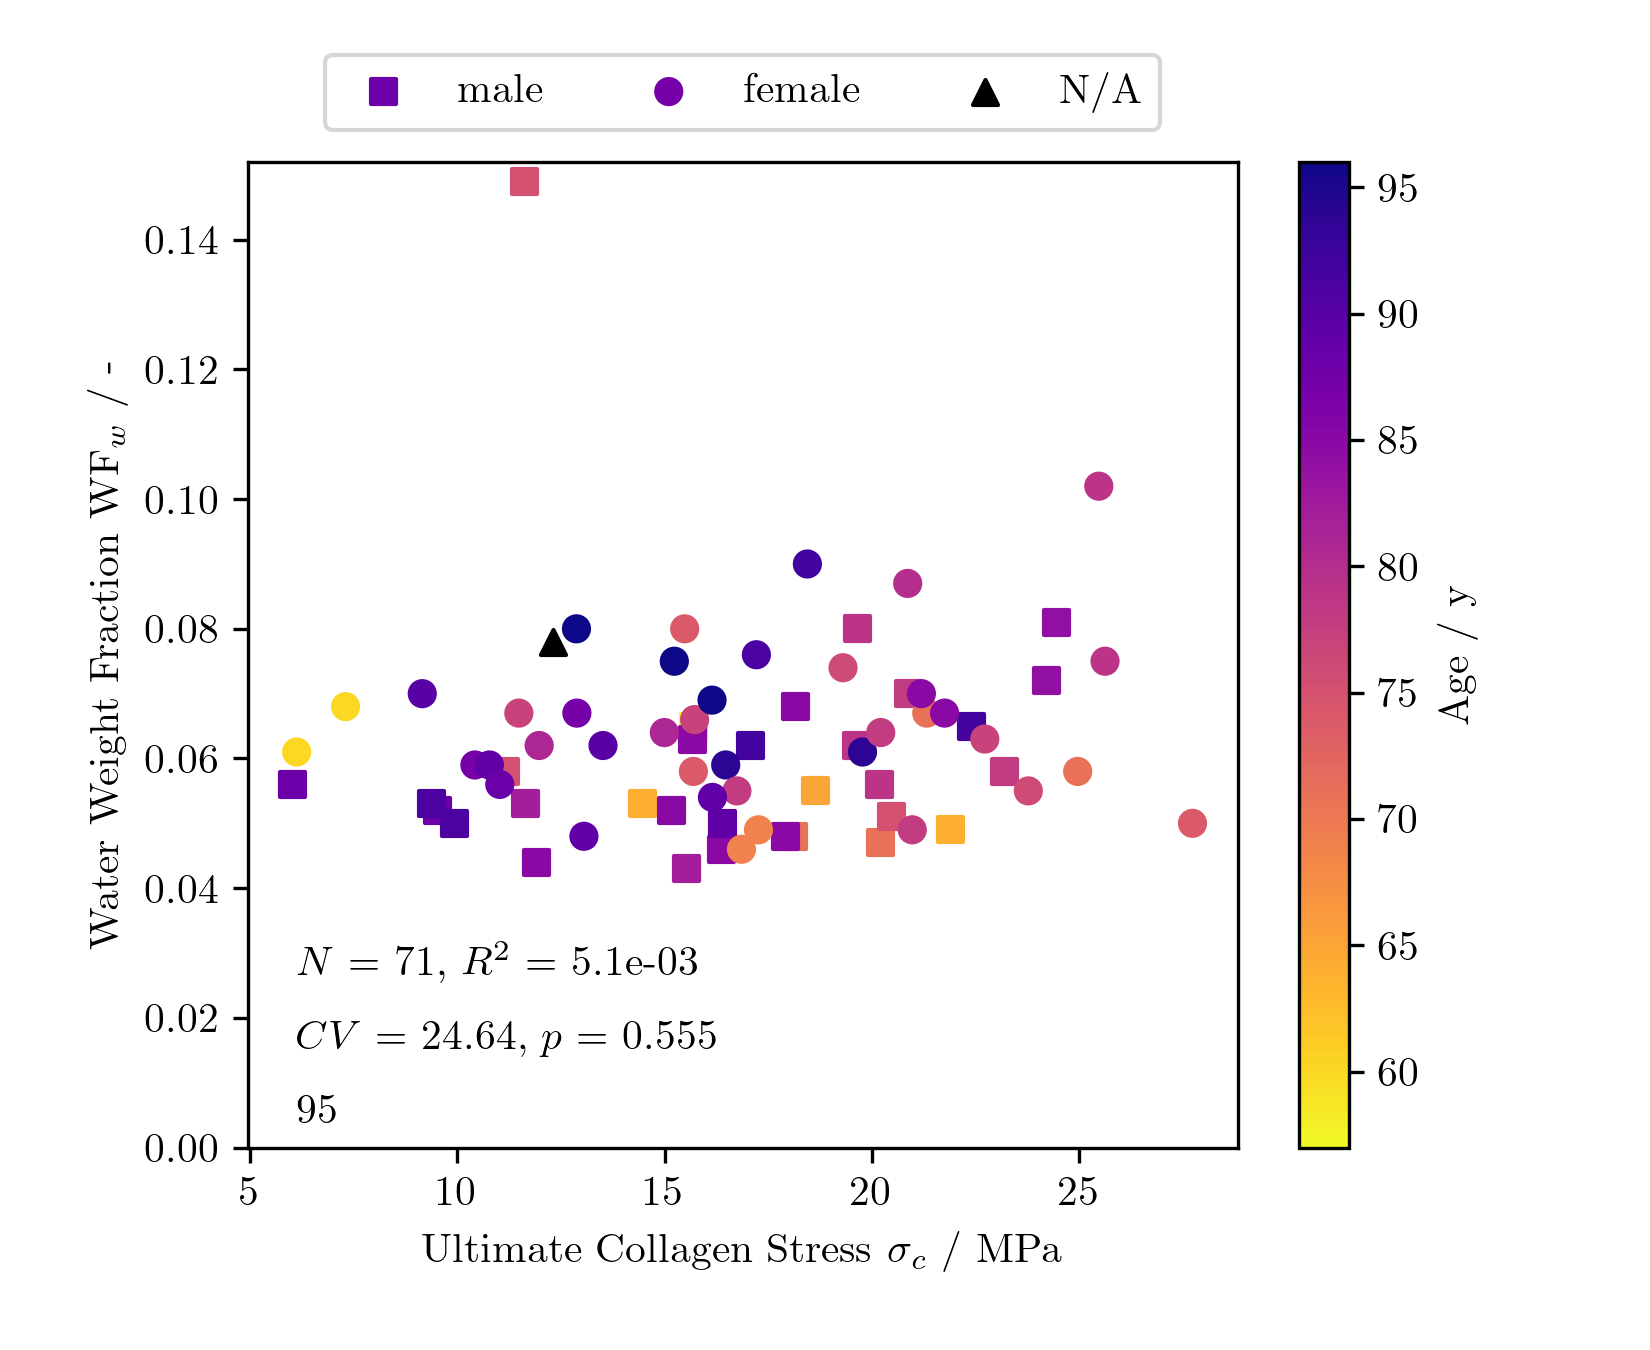 male female N/A
0.14
0.12
0.10
0.08
0.06
0.04
0.02
0.00
Water Weight Fraction WF_w / -
N = 71, R² = 5.1e-03
CV = 24.64, p = 0.555
95
5 10 15 20 25
Ultimate Collagen Stress σ_c / MPa
95
90
85
80
75
70
65
60
Age / y